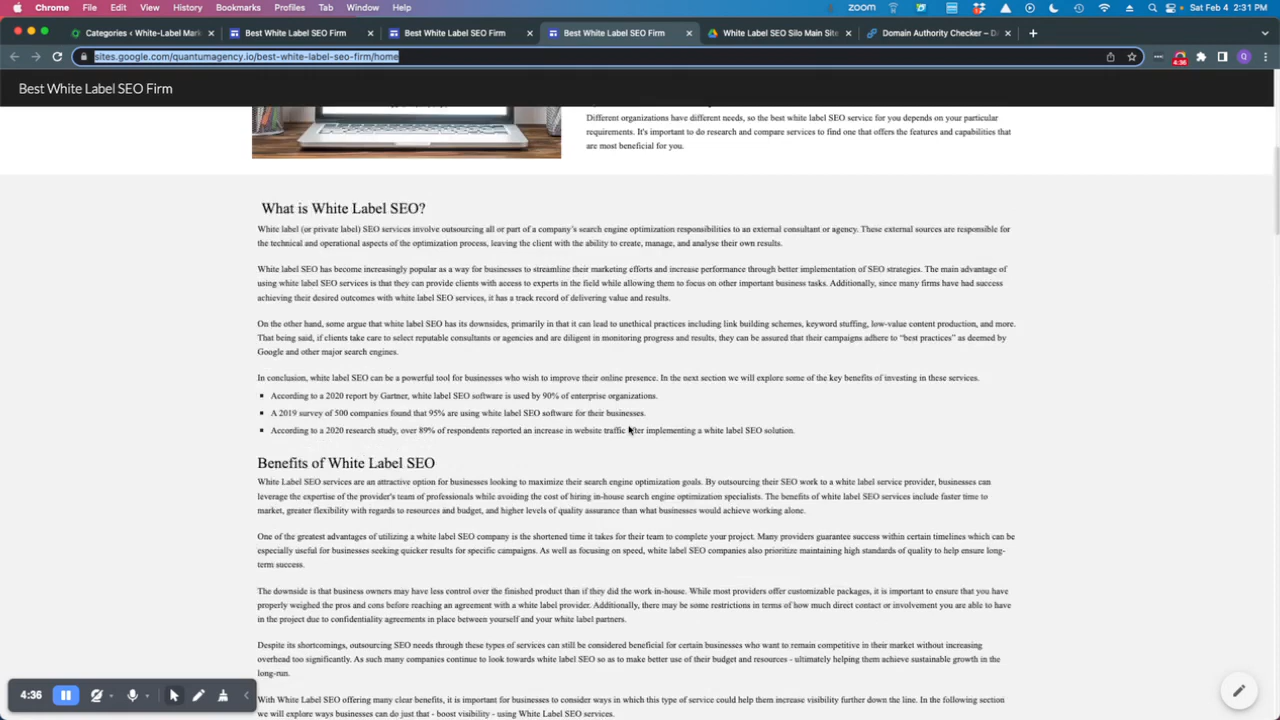 Chrome File Edit View History Bookmarks Profiles Tab Window Help ZOOM Sat Feb 4 2:31 PM
Categories ‹ White-Label Mark Best White Label SEO Firm Best White Label SEO Firm Best White Label SEO Firm White Label SEO Silo Main Site Domain Authority Checker – D
sites.google.com/quantumagency.io/best-white-label-seo-firm/home 4:36 Q
Best White Label SEO Firm
Different organizations have different needs, so the best white label SEO service for you depends on your particular
requirements. It's important to do research and compare services to find one that offers the features and capabilities that
are most beneficial for you.
What is White Label SEO?
White label (or private label) SEO services involve outsourcing all or part of a company's search engine optimization responsibilities to an external consultant or agency. These external sources are responsible for
the technical and operational aspects of the optimization process, leaving the client with the ability to create, manage, and analyse their own results.
White label SEO has become increasingly popular as a way for businesses to streamline their marketing efforts and increase performance through better implementation of SEO strategies. The main advantage of
using white label SEO services is that they can provide clients with access to experts in the field while allowing them to focus on other important business tasks. Additionally, since many firms have had success
achieving their desired outcomes with white label SEO services, it has a track record of delivering value and results.
On the other hand, some argue that white label SEO has its downsides, primarily in that it can lead to unethical practices including link building schemes, keyword stuffing, low-value content production, and more.
That being said, if clients take care to select reputable consultants or agencies and are diligent in monitoring progress and results, they can be assured that their campaigns adhere to “best practices” as deemed by
Google and other major search engines.
In conclusion, white label SEO can be a powerful tool for businesses who wish to improve their online presence. In the next section we will explore some of the key benefits of investing in these services.
According to a 2020 report by Gartner, white label SEO software is used by 90% of enterprise organizations.
A 2019 survey of 500 companies found that 95% are using white label SEO software for their businesses.
According to a 2020 research study, over 89% of respondents reported an increase in website traffic after implementing a white label SEO solution.
Benefits of White Label SEO
White Label SEO services are an attractive option for businesses looking to maximize their search engine optimization goals. By outsourcing their SEO work to a white label service provider, businesses can
leverage the expertise of the provider's team of professionals while avoiding the cost of hiring in-house search engine optimization specialists. The benefits of white label SEO services include faster time to
market, greater flexibility with regards to resources and budget, and higher levels of quality assurance than what businesses would achieve working alone.
One of the greatest advantages of utilizing a white label SEO company is the shortened time it takes for their team to complete your project. Many providers guarantee success within certain timelines which can be
especially useful for businesses seeking quicker results for specific campaigns. As well as focusing on speed, white label SEO companies also prioritize maintaining high standards of quality to help ensure long-
term success.
The downside is that business owners may have less control over the finished product than if they did the work in-house. While most providers offer customizable packages, it is important to ensure that you have
properly weighed the pros and cons before reaching an agreement with a white label provider. Additionally, there may be some restrictions in terms of how much direct contact or involvement you are able to have
in the project due to confidentiality agreements in place between yourself and your white label partners.
Despite its shortcomings, outsourcing SEO needs through these types of services can still be considered beneficial for certain businesses who want to remain competitive in their market without increasing
overhead too significantly. As such many companies continue to look towards white label SEO so as to make better use of their budget and resources - ultimately helping them achieve sustainable growth in the
long-run.
With White Label SEO offering many clear benefits, it is important for businesses to consider ways in which this type of service could help them increase visibility further down the line. In the following section
we will explore ways businesses can do just that - boost visibility - using White Label SEO services.
4:36